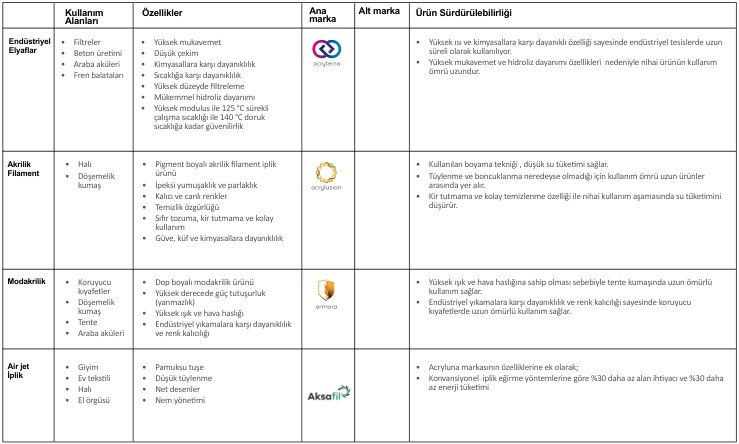 Kullanım
Alanları
Özellikler
Ana
marka
Alt marka
Ürün Sürdürülebilirliği
Endüstriyel
Elyaflar
• Filtreler
• Beton üretimi
• Araba aküleri
• Fren balataları
• Yüksek mukavemet
• Düşük çekim
• Kimyasallara karşı dayanıklılık
• Sıcaklığa karşı dayanıklılık
• Yüksek düzeyde filtreleme
• Mükemmel hidroliz dayanımı
• Yüksek modulus ile 125 °C sürekli
çalışma sıcaklığı ile 140 °C doruk
sıcaklığa kadar güvenilirlik
acryterna
• Yüksek ısı ve kimyasallara karşı dayanıklı özelliği sayesinde endüstriyel tesislerde uzun
süreli olarak kullanılıyor.
• Yüksek mukavemet ve hidroliz dayanımı özellikleri nedeniyle nihai ürünün kullanım
ömrü uzundur.
Akrilik
Filament
• Halı
• Döşemelik
kumaş
• Pigment boyalı akrilik filament iplik
ürünü
• İpeksi yumuşaklık ve parlaklık
• Kalıcı ve canlı renkler
• Temizlik özgürlüğü
• Sıfır tozuma, kir tutmama ve kolay
kullanım
• Güve, küf ve kimyasallara dayanıklılık
acrylusion
• Kullanılan boyama tekniği , düşük su tüketimi sağlar.
• Tüylenme ve boncuklanma neredeyse olmadığı için kullanım ömrü uzun ürünler
arasında yer alır.
• Kir tutmama ve kolay temizlenme özelliği ile nihai kullanım aşamasında su tüketimini
düşürür.
Modakrilik
• Koruyucu
kıyafetler
• Döşemelik
kumaş
• Tente
• Araba aküleri
• Dop boyalı modakrilik ürünü
• Yüksek derecede güç tutuşurluk
(yanmazlık)
• Yüksek ışık ve hava haslığı
• Endüstriyel yıkamalara karşı dayanıklılık
ve renk kalıcılığı
armora
• Yüksek ışık ve hava haslığına sahip olması sebebiyle tente kumaşında uzun ömürlü
kullanım sağlar.
• Endüstriyel yıkamalara karşı dayanıklılık ve renk kalıcılığı sayesinde koruyucu
kıyafetlerde uzun ömürlü kullanım sağlar.
Air jet
İplik
• Giyim
• Ev tekstili
• Halı
• El örgüsü
• Pamuksu tuşe
• Düşük tüylenme
• Net desenler
• Nem yönetimi
Aksafil
• Acryluna markasının özelliklerine ek olarak;
• Konvansiyonel iplik eğirme yöntemlerine göre %30 daha az alan ihtiyacı ve %30 daha
az enerji tüketimi